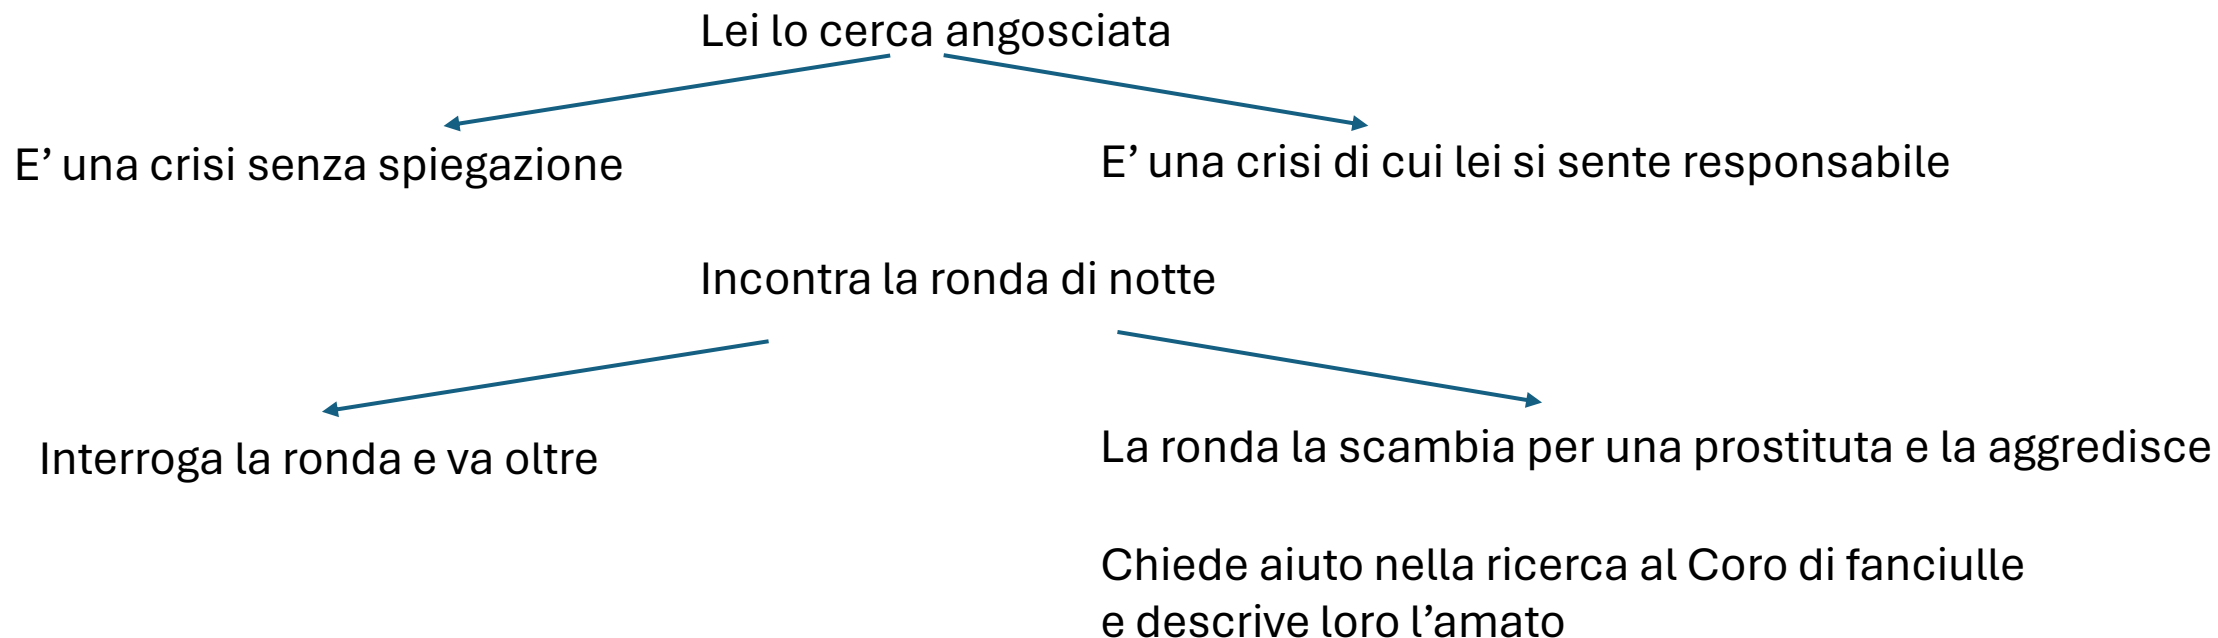 Lei lo cerca angosciata
E’ una crisi senza spiegazione
E’ una crisi di cui lei si sente responsabile
Incontra la ronda di notte
Interroga la ronda e va oltre
La ronda la scambia per una prostituta e la aggredisce
Chiede aiuto nella ricerca al Coro di fanciulle
e descrive loro l’amato